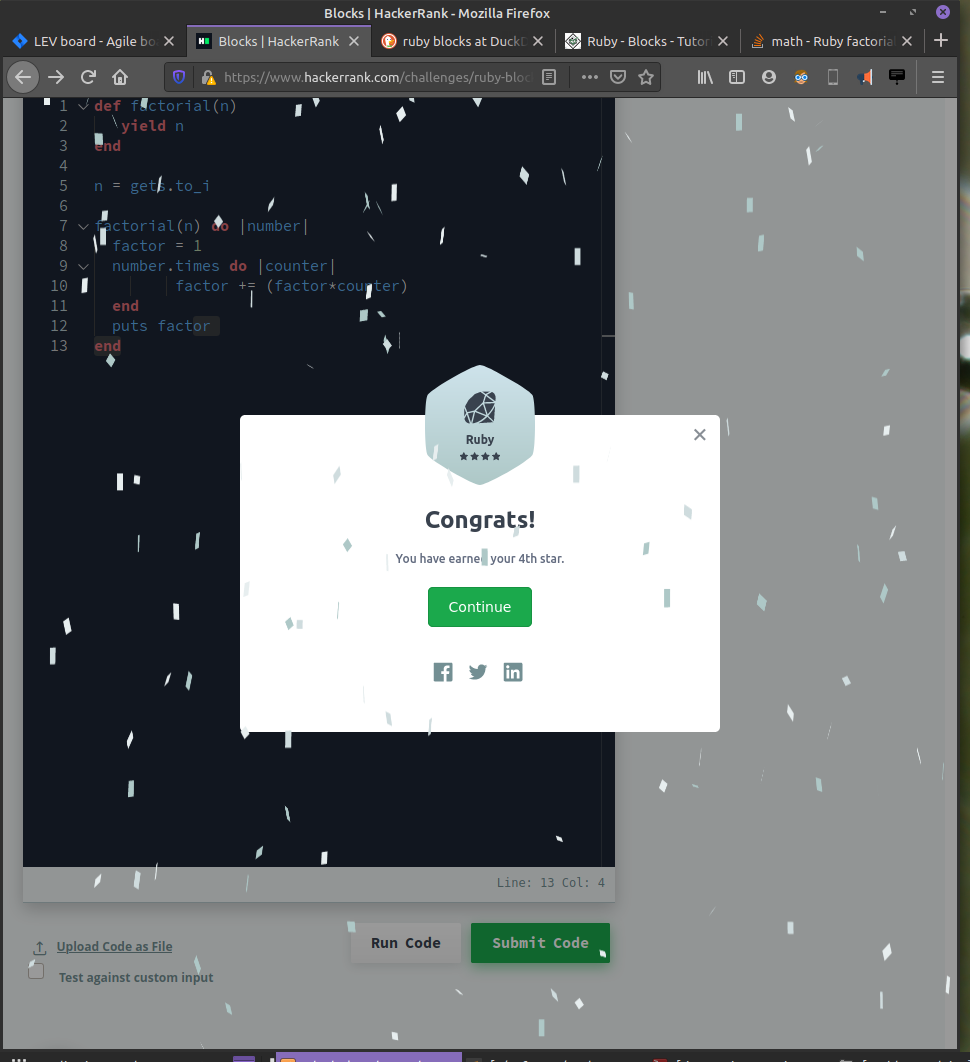 Blocks | HackerRank - Mozilla Firefox
LEV board - Agile bo
Blocks | HackerRank
ruby blocks at Duck
Ruby - Blocks - Tutor
math - Ruby factorial
https://www.hackerrank.com/challenges/ruby-bloc
1 def factorial(n)
2 yield n
3 end
4
5 n = gets.to_i
6
7 factorial(n) do |number|
8 factor = 1
9 number.times do |counter|
10 factor += (factor*counter)
11 end
12 puts factor
13 end
Ruby
★★★★
Congrats!
You have earned your 4th star.
Continue
Line: 13 Col: 4
Upload Code as File
Run Code
Submit Code
Test against custom input